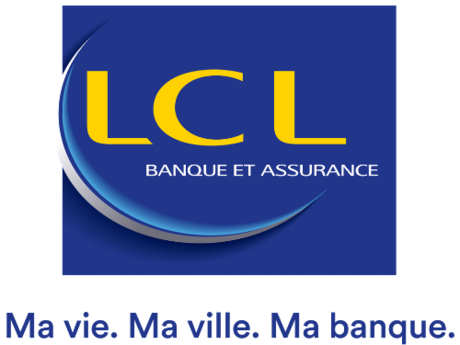 LCL
BANQUE ET ASSURANCE
Ma vie. Ma ville. Ma banque.